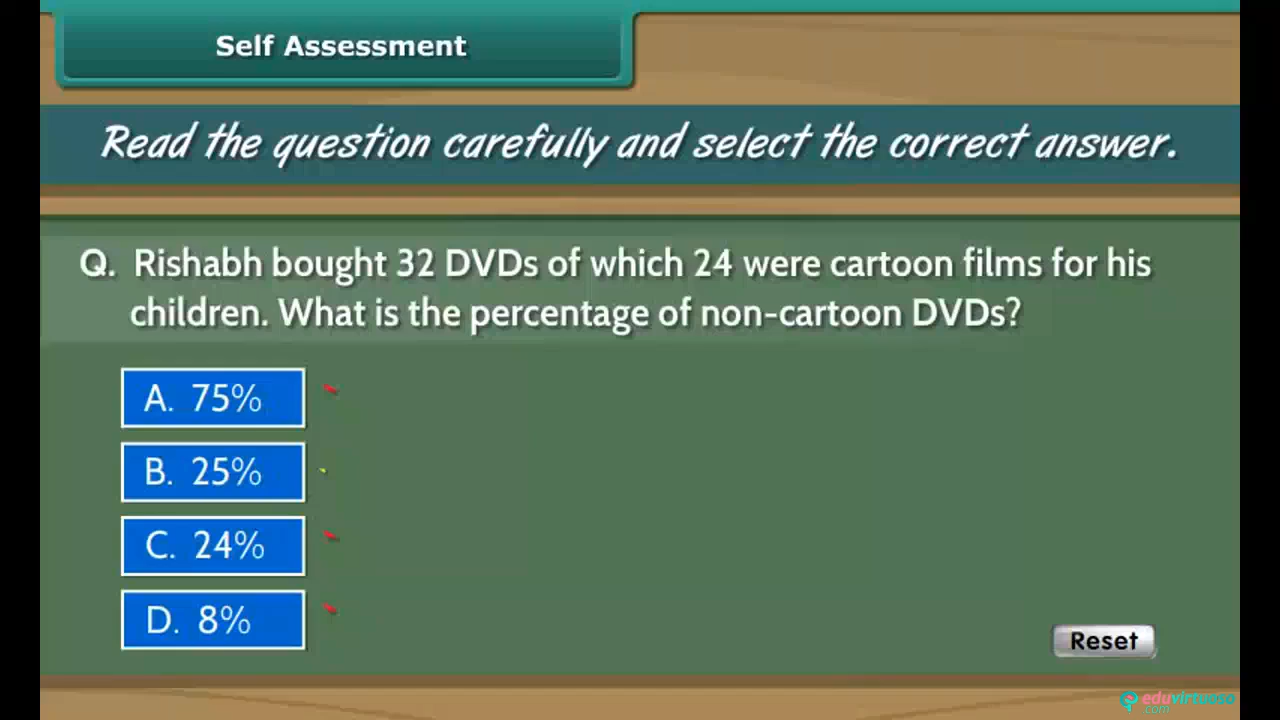 Self Assessment
Read the question carefully and select the correct answer.
Q. Rishabh bought 32 DVDs of which 24 were cartoon films for his
children. What is the percentage of non-cartoon DVDs?
A. 75%
B. 25%
C. 24%
D. 8%
Reset
eduvirtuoso
.com